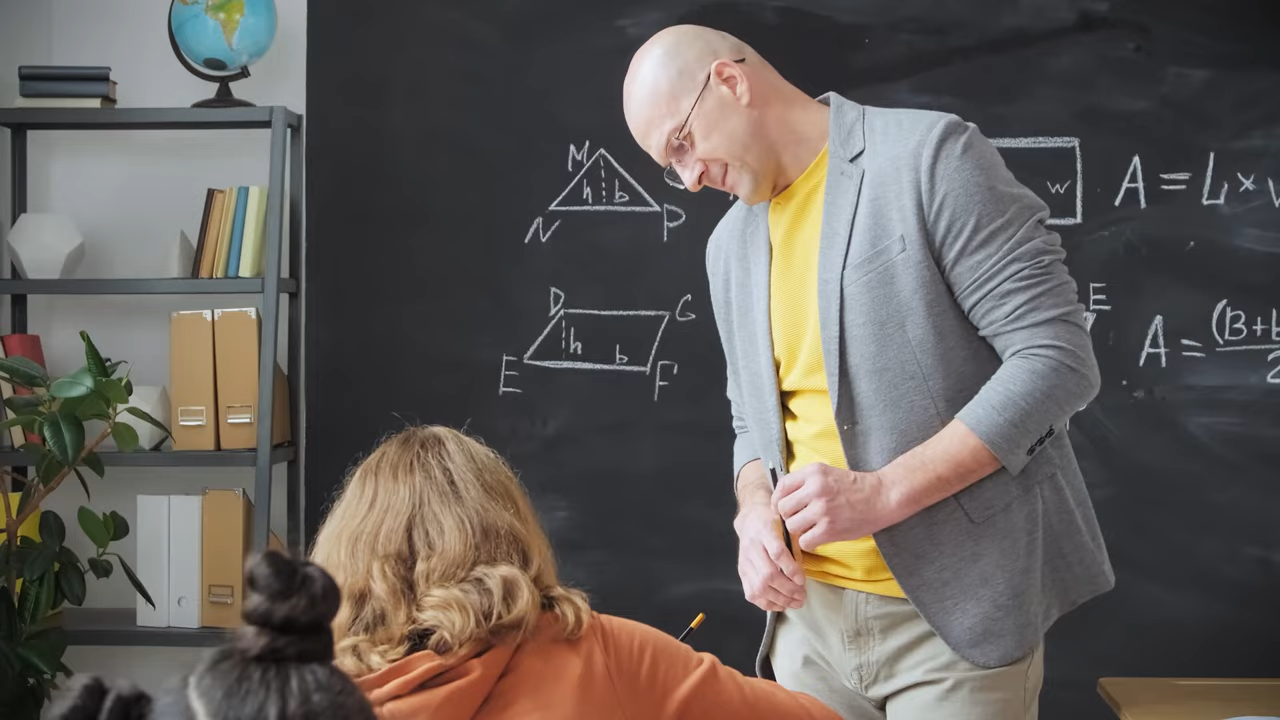 M
h b
N P
D G
h b
E F
w
A = L x w
E
A = (B+b
2